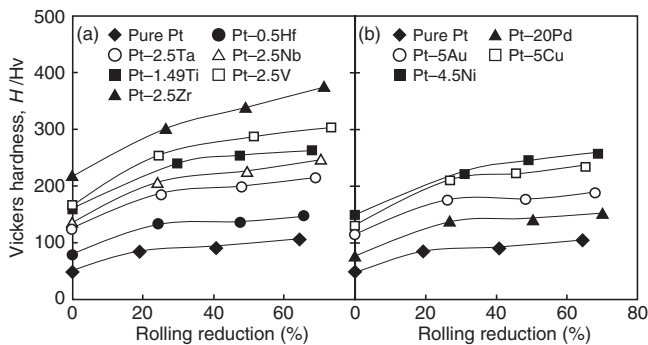 Vickers hardness, H/Hv
500
400
300
200
100
0
(a)
Pure Pt
Pt–0.5Hf
Pt–2.5Ta
Pt–2.5Nb
Pt–1.49Ti
Pt–2.5V
Pt–2.5Zr
0 20 40 60
Rolling reduction (%)
(b)
Pure Pt
Pt–20Pd
Pt–5Au
Pt–5Cu
Pt–4.5Ni
0 20 40 60 80
Rolling reduction (%)